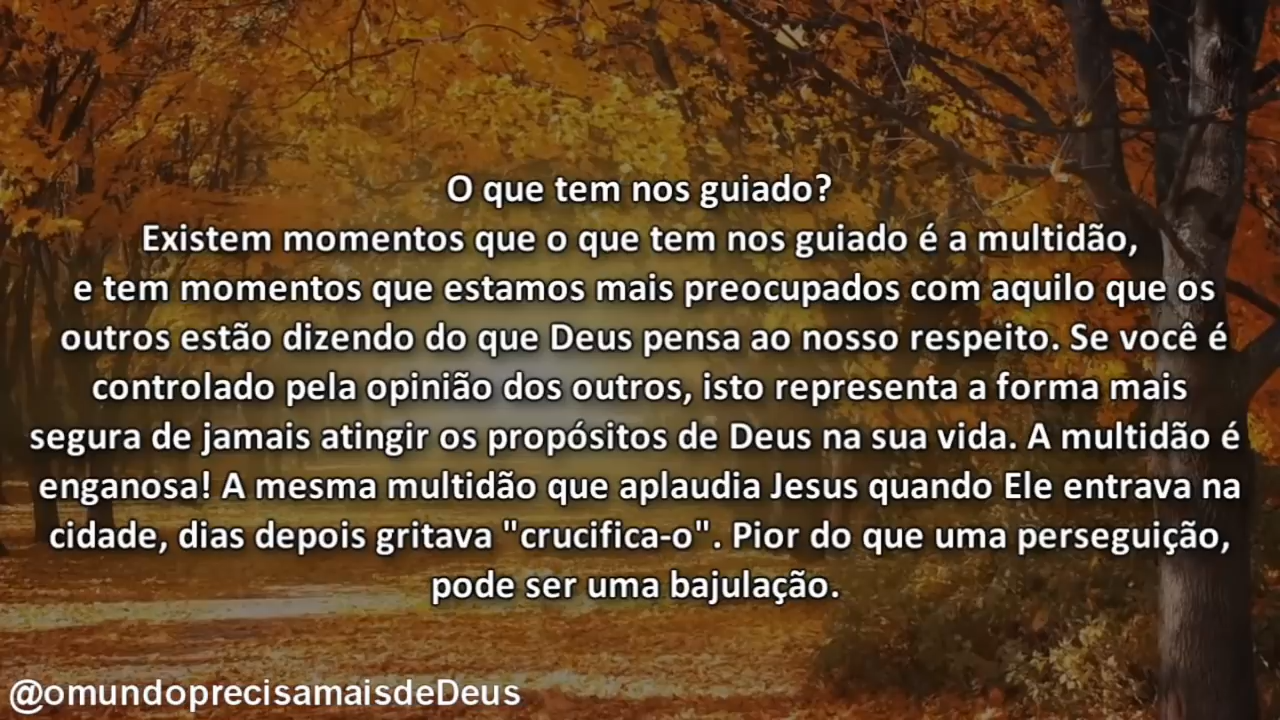 O que tem nos guiado?
Existem momentos que o que tem nos guiado é a multidão,
e tem momentos que estamos mais preocupados com aquilo que os
outros estão dizendo do que Deus pensa ao nosso respeito. Se você é
controlado pela opinião dos outros, isto representa a forma mais
segura de jamais atingir os propósitos de Deus na sua vida. A multidão é
enganosa! A mesma multidão que aplaudia Jesus quando Ele entrava na
cidade, dias depois gritava "crucifica-o". Pior do que uma perseguição,
pode ser uma bajulação.
@omundoprecisamaisdeDeus